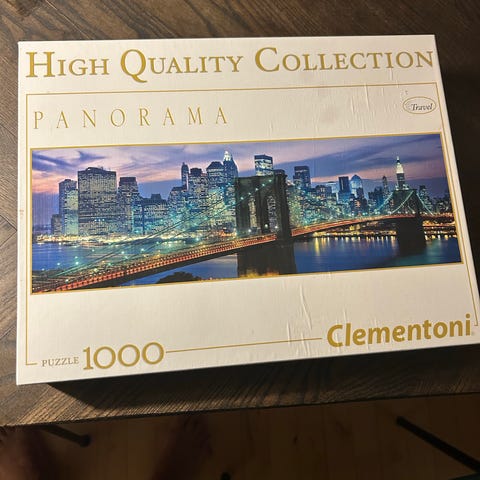 HIGH QUALITY COLLECTION
PANORAMA
Travel
Clementoni
PUZZLE 1000